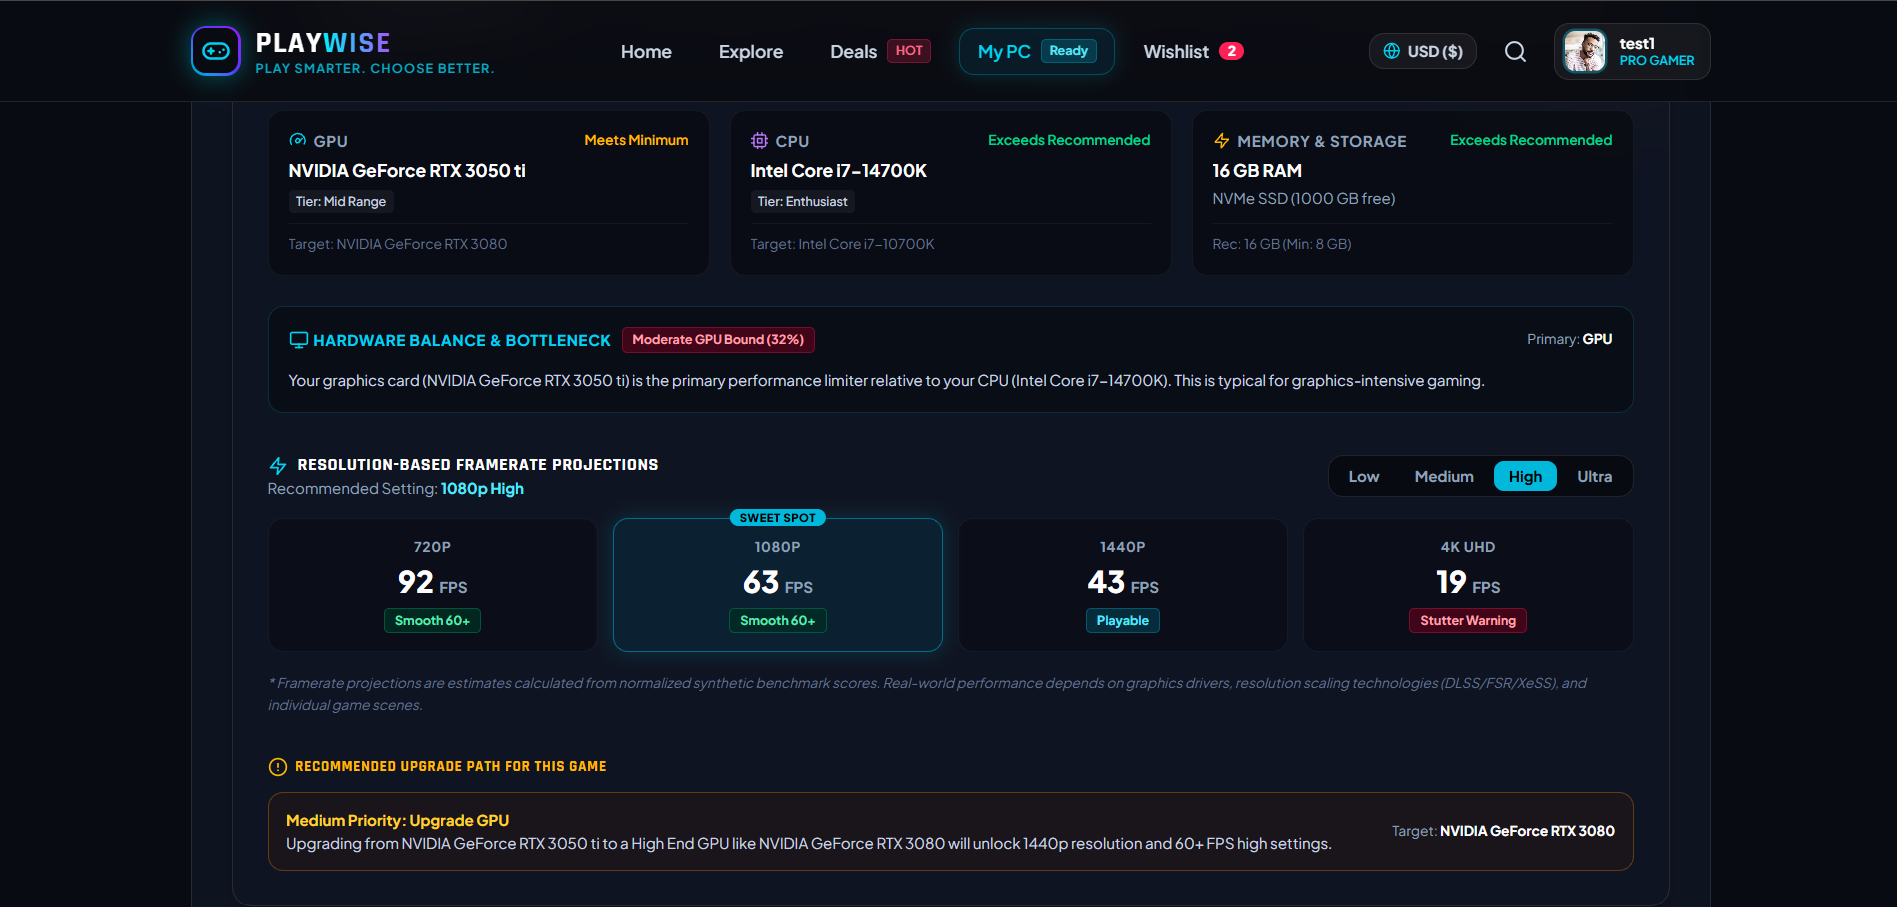 PLAYWISE
PLAY SMARTER. CHOOSE BETTER.
Home
Explore
Deals HOT
My PC Ready
Wishlist 2
USD ($)
test1
PRO GAMER
GPU
Meets Minimum
NVIDIA GeForce RTX 3050 ti
Tier: Mid Range
Target: NVIDIA GeForce RTX 3080
CPU
Exceeds Recommended
Intel Core i7-14700K
Tier: Enthusiast
Target: Intel Core i7-10700K
MEMORY & STORAGE
Exceeds Recommended
16 GB RAM
NVMe SSD (1000 GB free)
Rec: 16 GB (Min: 8 GB)
HARDWARE BALANCE & BOTTLENECK Moderate GPU Bound (32%)
Primary: GPU
Your graphics card (NVIDIA GeForce RTX 3050 ti) is the primary performance limiter relative to your CPU (Intel Core i7-14700K). This is typical for graphics-intensive gaming.
RESOLUTION-BASED FRAMERATE PROJECTIONS
Recommended Setting: 1080p High
Low
Medium
High
Ultra
720P
92 FPS
Smooth 60+
SWEET SPOT
1080P
63 FPS
Smooth 60+
1440P
43 FPS
Playable
4K UHD
19 FPS
Stutter Warning
* Framerate projections are estimates calculated from normalized synthetic benchmark scores. Real-world performance depends on graphics drivers, resolution scaling technologies (DLSS/FSR/XeSS), and
individual game scenes.
RECOMMENDED UPGRADE PATH FOR THIS GAME
Medium Priority: Upgrade GPU
Upgrading from NVIDIA GeForce RTX 3050 ti to a High End GPU like NVIDIA GeForce RTX 3080 will unlock 1440p resolution and 60+ FPS high settings.
Target: NVIDIA GeForce RTX 3080